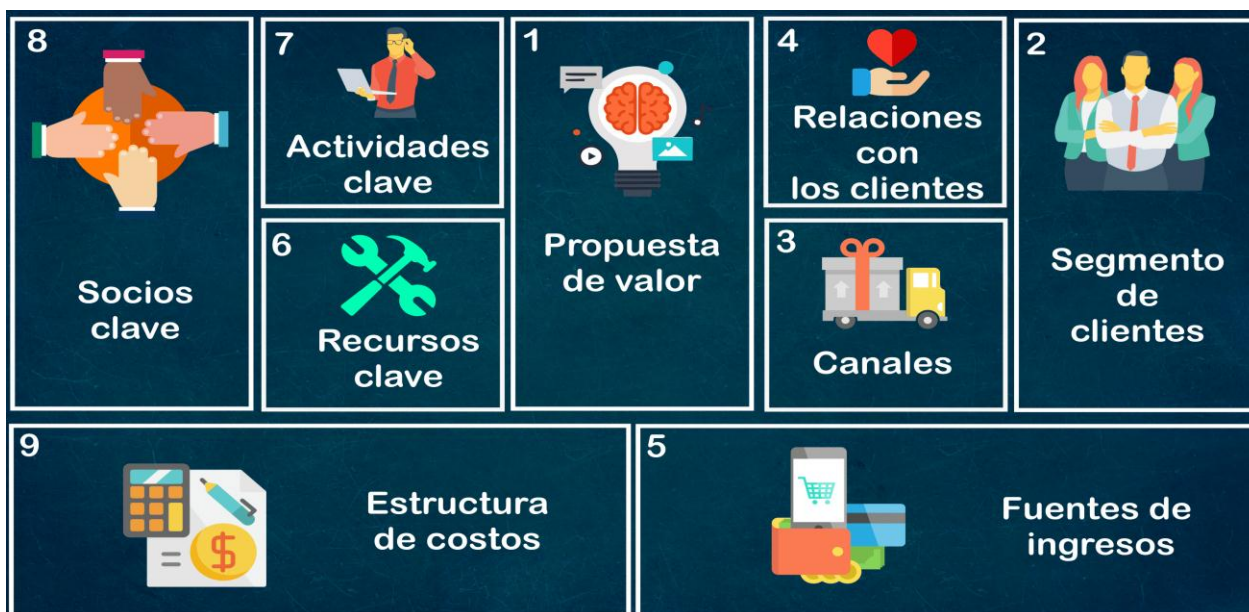 8
Socios
clave
7
Actividades
clave
6
Recursos
clave
1
Propuesta
de valor
4
Relaciones
con
los clientes
3
Canales
2
Segmento
de
clientes
9
Estructura
de costos
$
5
Fuentes de
ingresos